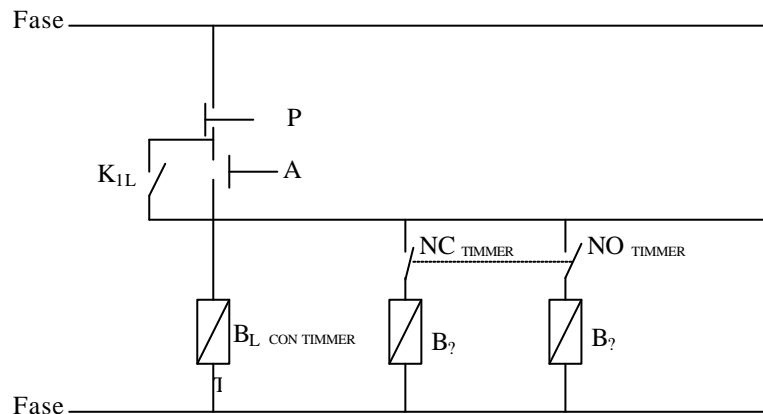 Fase
P
K1L
A
NC TIMMER
NO TIMMER
BL CON TIMMER
B?
B?
Fase